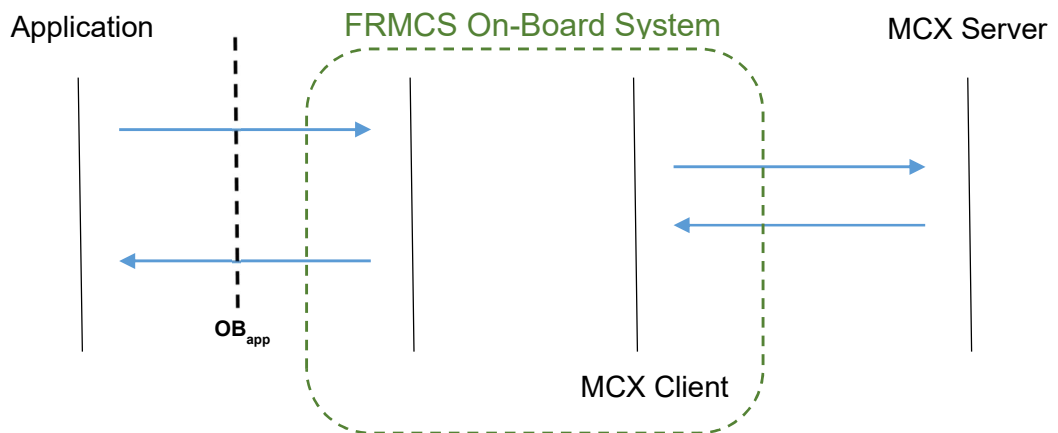 Application
FRMCS On-Board System
MCX Server
OBapp
MCX Client